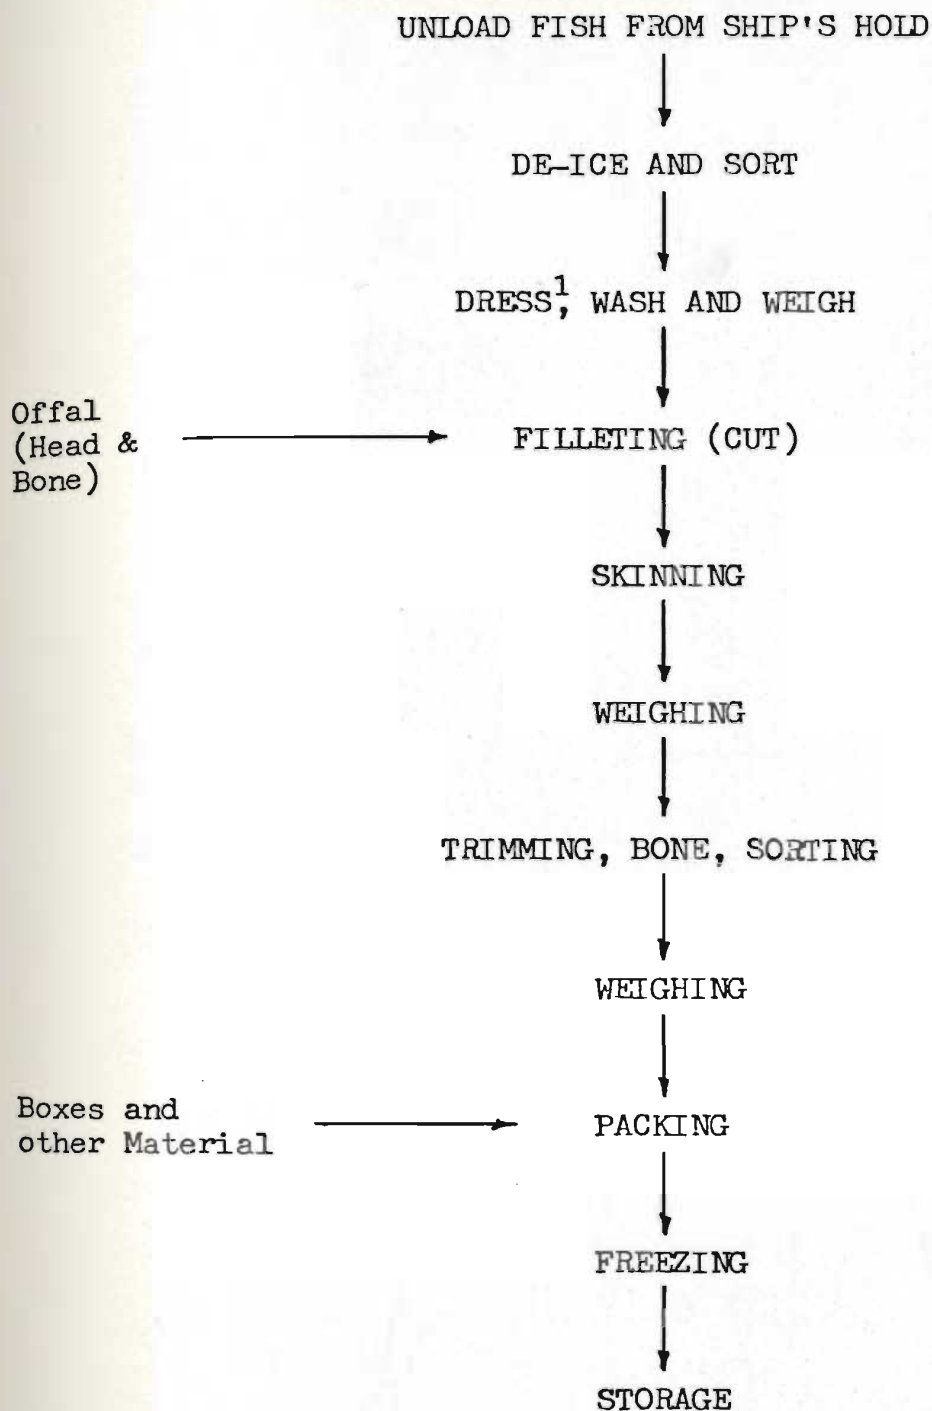 UNLOAD FISH FROM SHIP'S HOLD
DE-ICE AND SORT
DRESS¹, WASH AND WEIGH
Offal
(Head &
Bone)
FILLETING (CUT)
SKINNING
WEIGHING
TRIMMING, BONE, SORTING
WEIGHING
Boxes and
other Material
PACKING
FREEZING
STORAGE